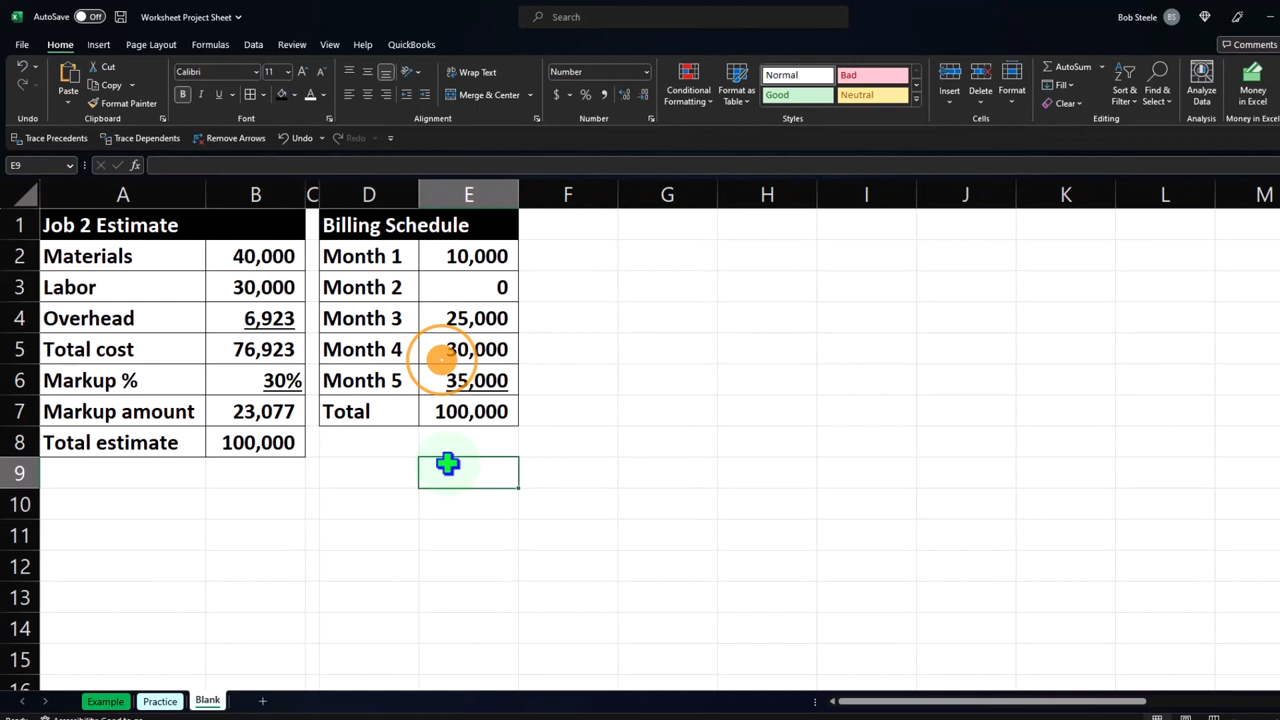 AutoSave Off Worksheet Project Sheet Search Bob Steele BS
File Home Insert Page Layout Formulas Data Review View Help QuickBooks Comments
Cut
Copy
Format Painter
Paste
Calibri 11
B I U
Wrap Text
Merge & Center
Number
$ % ,
Conditional Formatting
Format as Table
Normal Bad
Good Neutral
Insert Delete Format
AutoSum
Fill
Clear
Sort & Filter
Find & Select
Analyze Data
Money in Excel
Undo Clipboard Font Alignment Number Styles Cells Editing Analysis Money in Excel
Trace Precedents Trace Dependents Remove Arrows Undo Redo
E9 fx
A B C D E F G H I J K L M
1 Job 2 Estimate Billing Schedule
2 Materials 40,000 Month 1 10,000
3 Labor 30,000 Month 2 0
4 Overhead 6,923 Month 3 25,000
5 Total cost 76,923 Month 4 30,000
6 Markup % 30% Month 5 35,000
7 Markup amount 23,077 Total 100,000
8 Total estimate 100,000
9
10
11
12
13
14
15
16
Example Practice Blank